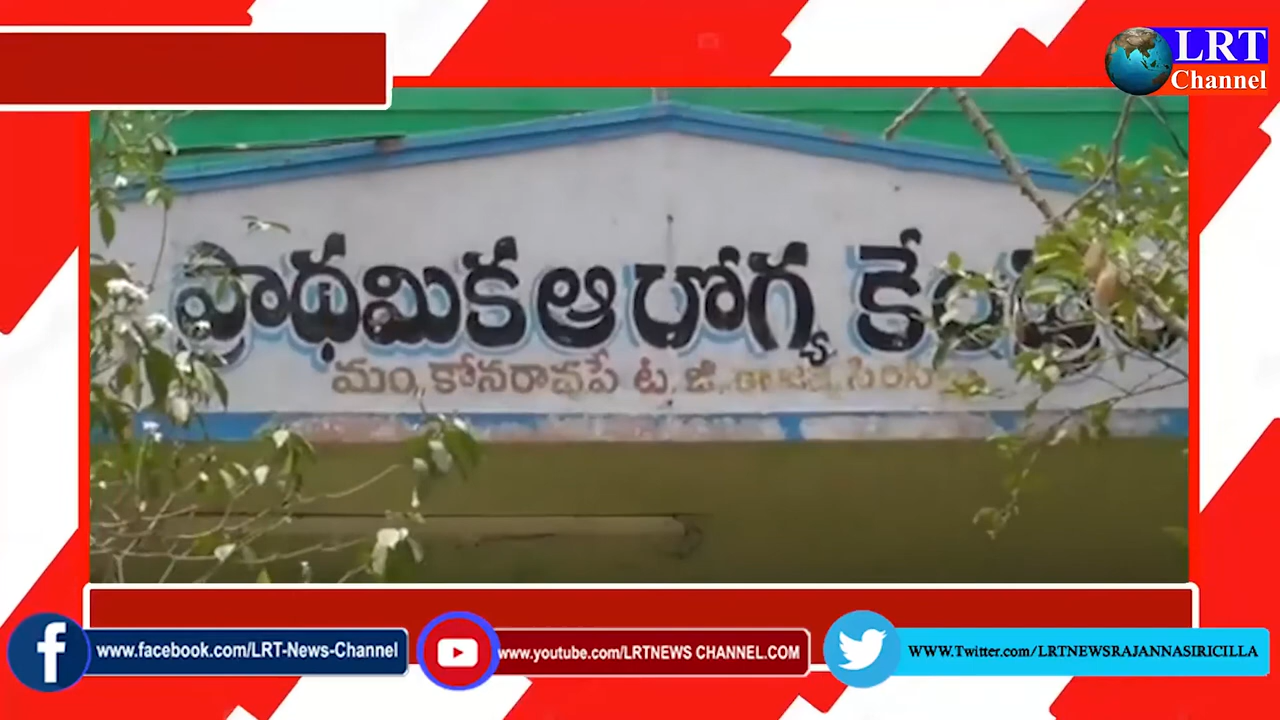 LRT
Channel
ప్రాథమిక ఆరోగ్య కేంద్రం
మం, కోనరావుపే ట, జి. రాజన్న సిరిసిల్ల
www.facebook.com/LRT-News-Channel
www.youtube.com/LRTNEWS CHANNEL.COM
WWW.Twitter.com/LRTNEWSRAJANNASIRICILLA